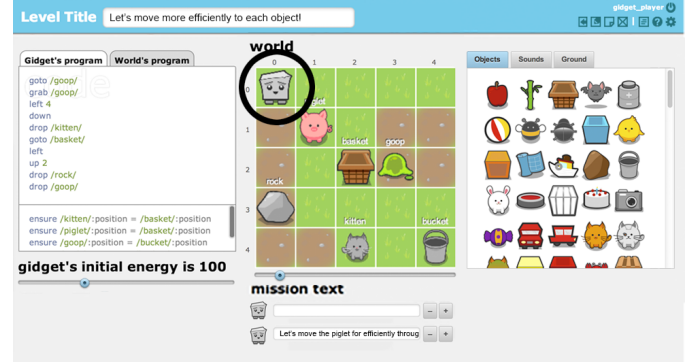 gidget_player
Level Title
Let's move more efficiently to each object!
Gidget's program
World's program
goto /goop/
grab /goop/
left 4
down
drop /kitten/
goto /basket/
left
up 2
drop /rock/
drop /goop/
ensure /kitten/:position = /basket/:position
ensure /piglet/:position = /basket/:position
ensure /goop/:position = /bucket/:position
gidget's initial energy is 100
world
0 1 2 3 4
0
piglet
1
basket goop
2
rock
3
kitten bucket
4
mission text
Let's move the piglet for efficiently throug
Objects
Sounds
Ground